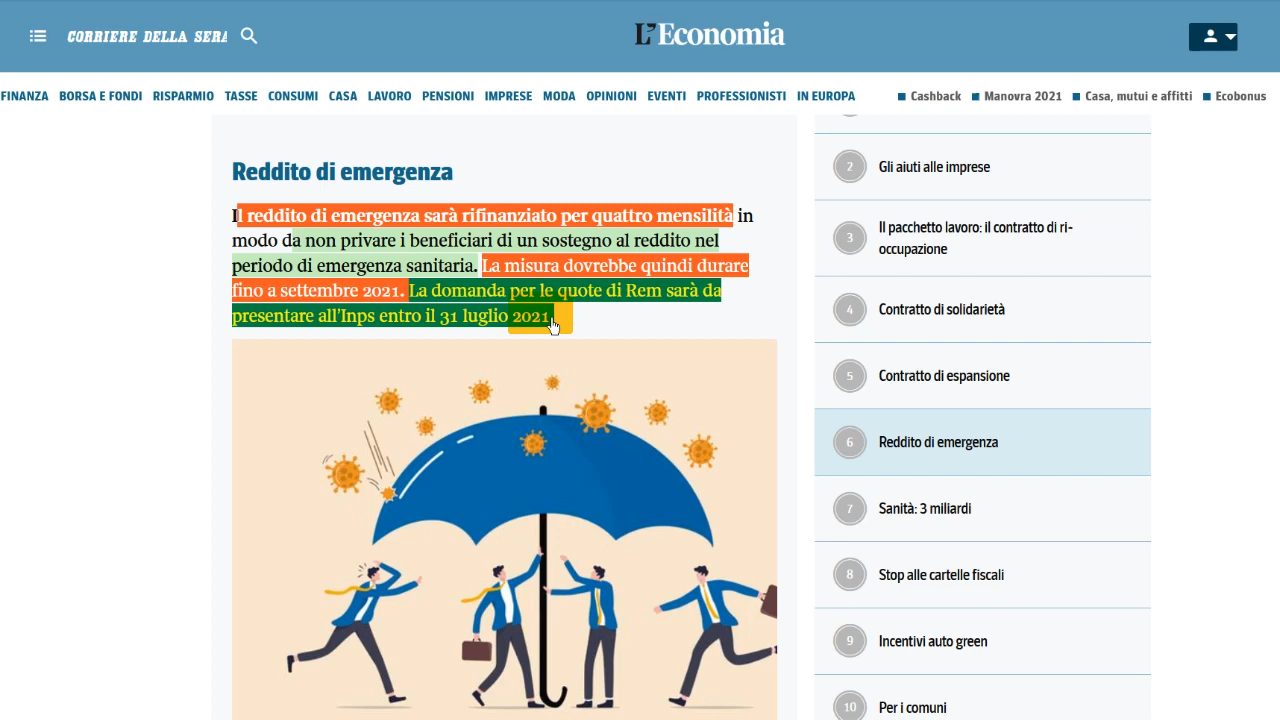 CORRIERE DELLA SERA
L'Economia
FINANZA BORSA E FONDI RISPARMIO TASSE CONSUMI CASA LAVORO PENSIONI IMPRESE MODA OPINIONI EVENTI PROFESSIONISTI IN EUROPA
Cashback Manovra 2021 Casa, mutui e affitti Ecobonus
Reddito di emergenza
Il reddito di emergenza sarà rifinanziato per quattro mensilità in
modo da non privare i beneficiari di un sostegno al reddito nel
periodo di emergenza sanitaria. La misura dovrebbe quindi durare
fino a settembre 2021. La domanda per le quote di Rem sarà da
presentare all'Inps entro il 31 luglio 2021.
2 Gli aiuti alle imprese
3 Il pacchetto lavoro: il contratto di ri-
occupazione
4 Contratto di solidarietà
5 Contratto di espansione
6 Reddito di emergenza
7 Sanità: 3 miliardi
8 Stop alle cartelle fiscali
9 Incentivi auto green
10 Per i comuni